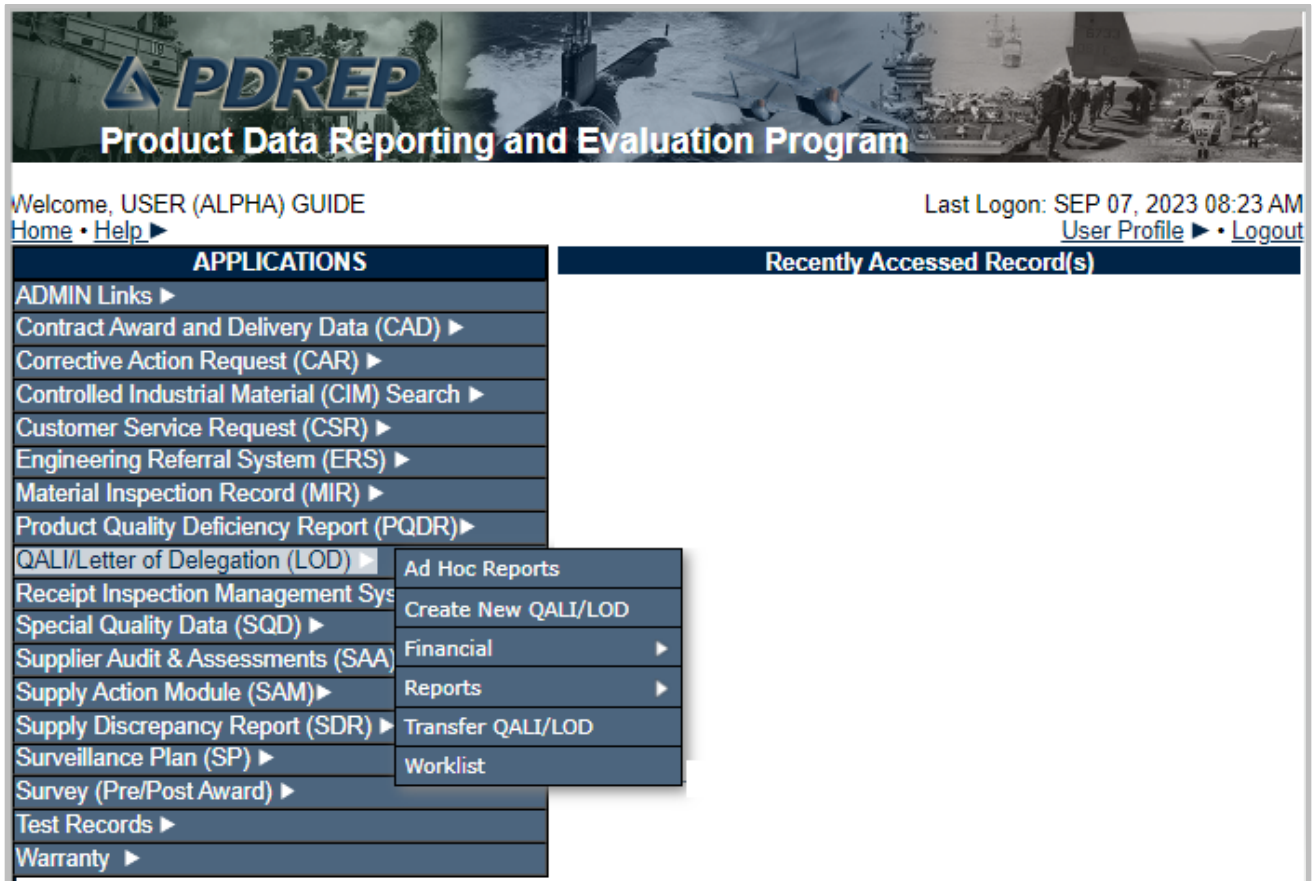 PDREP
Product Data Reporting and Evaluation Program
Welcome, USER (ALPHA) GUIDE
Last Logon: SEP 07, 2023 08:23 AM
Home • Help ►
User Profile ► • Logout
APPLICATIONS
Recently Accessed Record(s)
ADMIN Links ►
Contract Award and Delivery Data (CAD) ►
Corrective Action Request (CAR) ►
Controlled Industrial Material (CIM) Search ►
Customer Service Request (CSR) ►
Engineering Referral System (ERS) ►
Material Inspection Record (MIR) ►
Product Quality Deficiency Report (PQDR)►
QALI/Letter of Delegation (LOD) ►
Receipt Inspection Management Sys
Special Quality Data (SQD) ►
Supplier Audit & Assessments (SAA)
Supply Action Module (SAM)►
Supply Discrepancy Report (SDR) ►
Surveillance Plan (SP) ►
Survey (Pre/Post Award) ►
Test Records ►
Warranty ►
Ad Hoc Reports
Create New QALI/LOD
Financial ►
Reports ►
Transfer QALI/LOD
Worklist